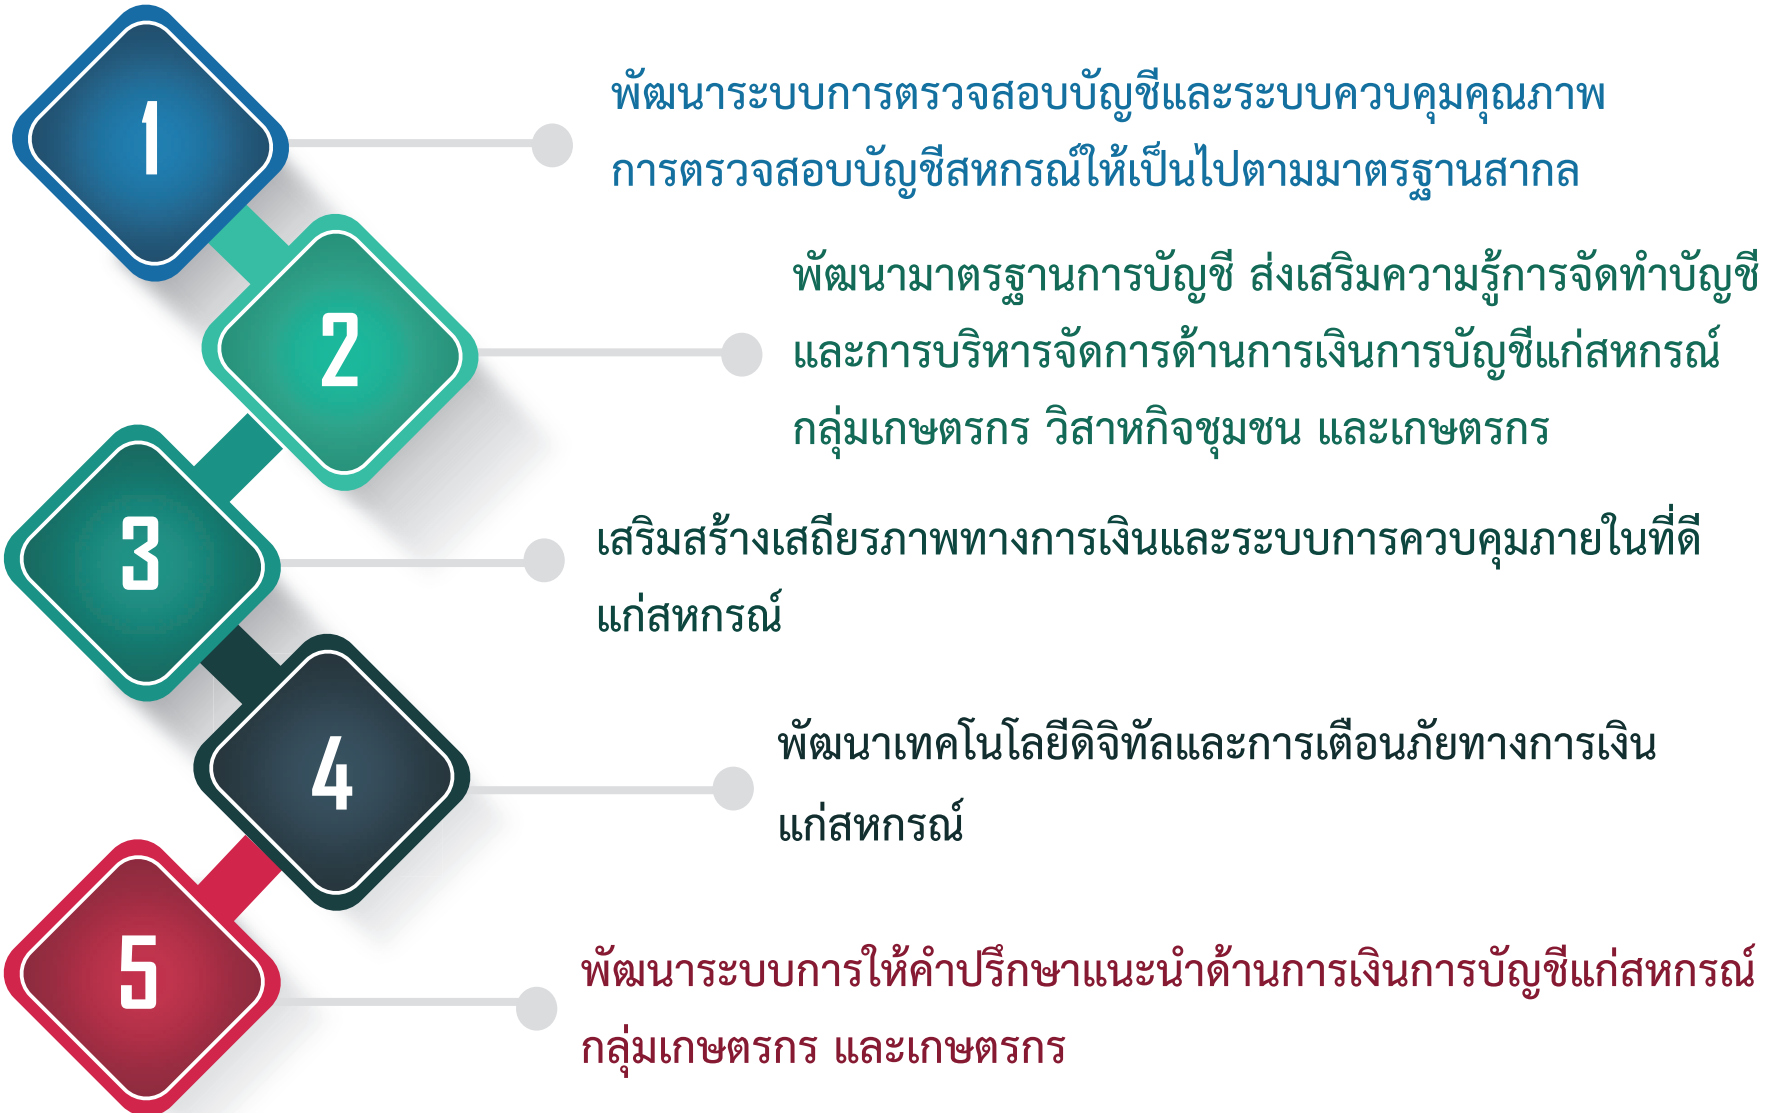 1
พัฒนาระบบการตรวจสอบบัญชีและระบบควบคุมคุณภาพ
การตรวจสอบบัญชีสหกรณ์ให้เป็นไปตามมาตรฐานสากล
2
พัฒนามาตรฐานการบัญชี ส่งเสริมความรู้การจัดทำบัญชี
และการบริหารจัดการด้านการเงินการบัญชีแก่สหกรณ์
กลุ่มเกษตรกร วิสาหกิจชุมชน และเกษตรกร
3
เสริมสร้างเสถียรภาพทางการเงินและระบบการควบคุมภายในที่ดี
แก่สหกรณ์
4
พัฒนาเทคโนโลยีดิจิทัลและการเตือนภัยทางการเงิน
แก่สหกรณ์
5
พัฒนาระบบการให้คำปรึกษาแนะนำด้านการเงินการบัญชีแก่สหกรณ์
กลุ่มเกษตรกร และเกษตรกร